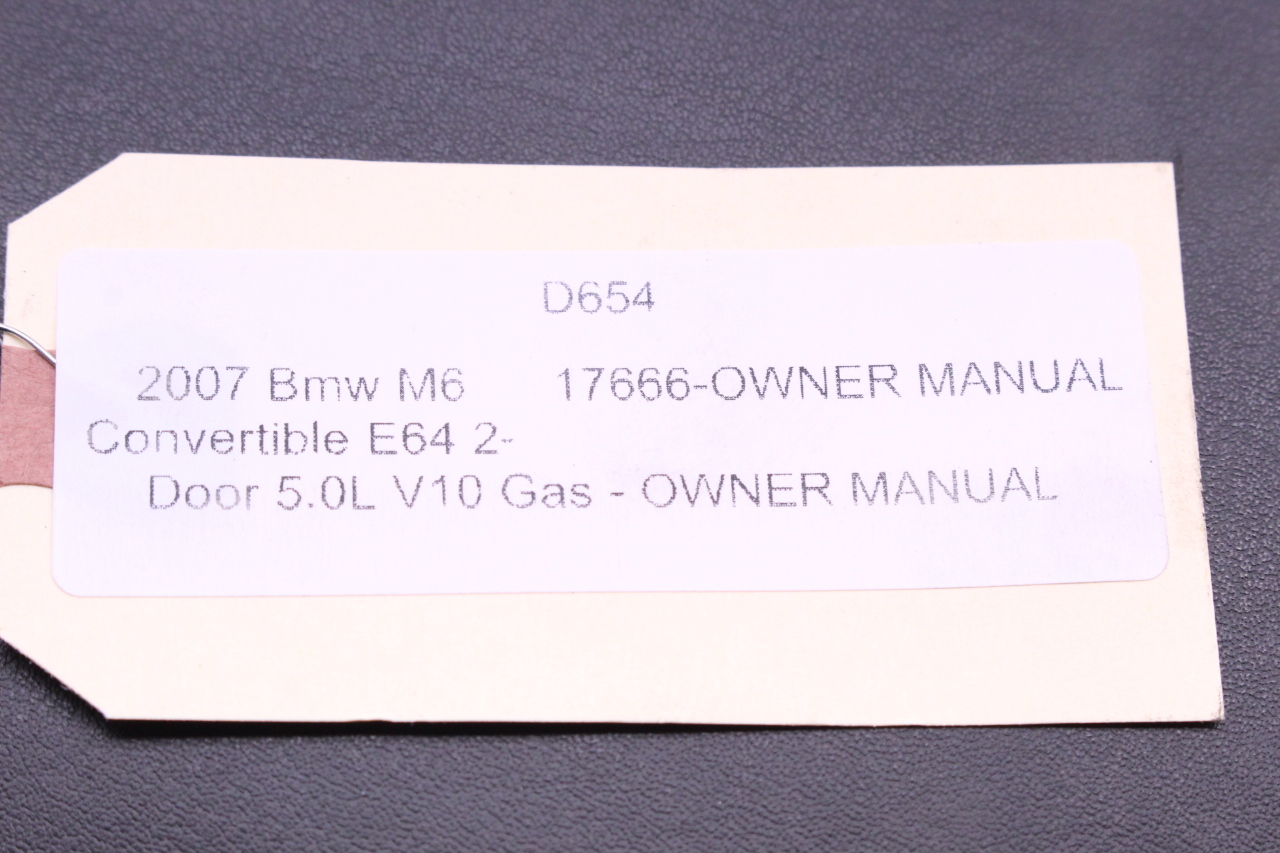 D654
2007 Bmw M6 17666-OWNER MANUAL
Convertible E64 2-
Door 5.0L V10 Gas - OWNER MANUAL